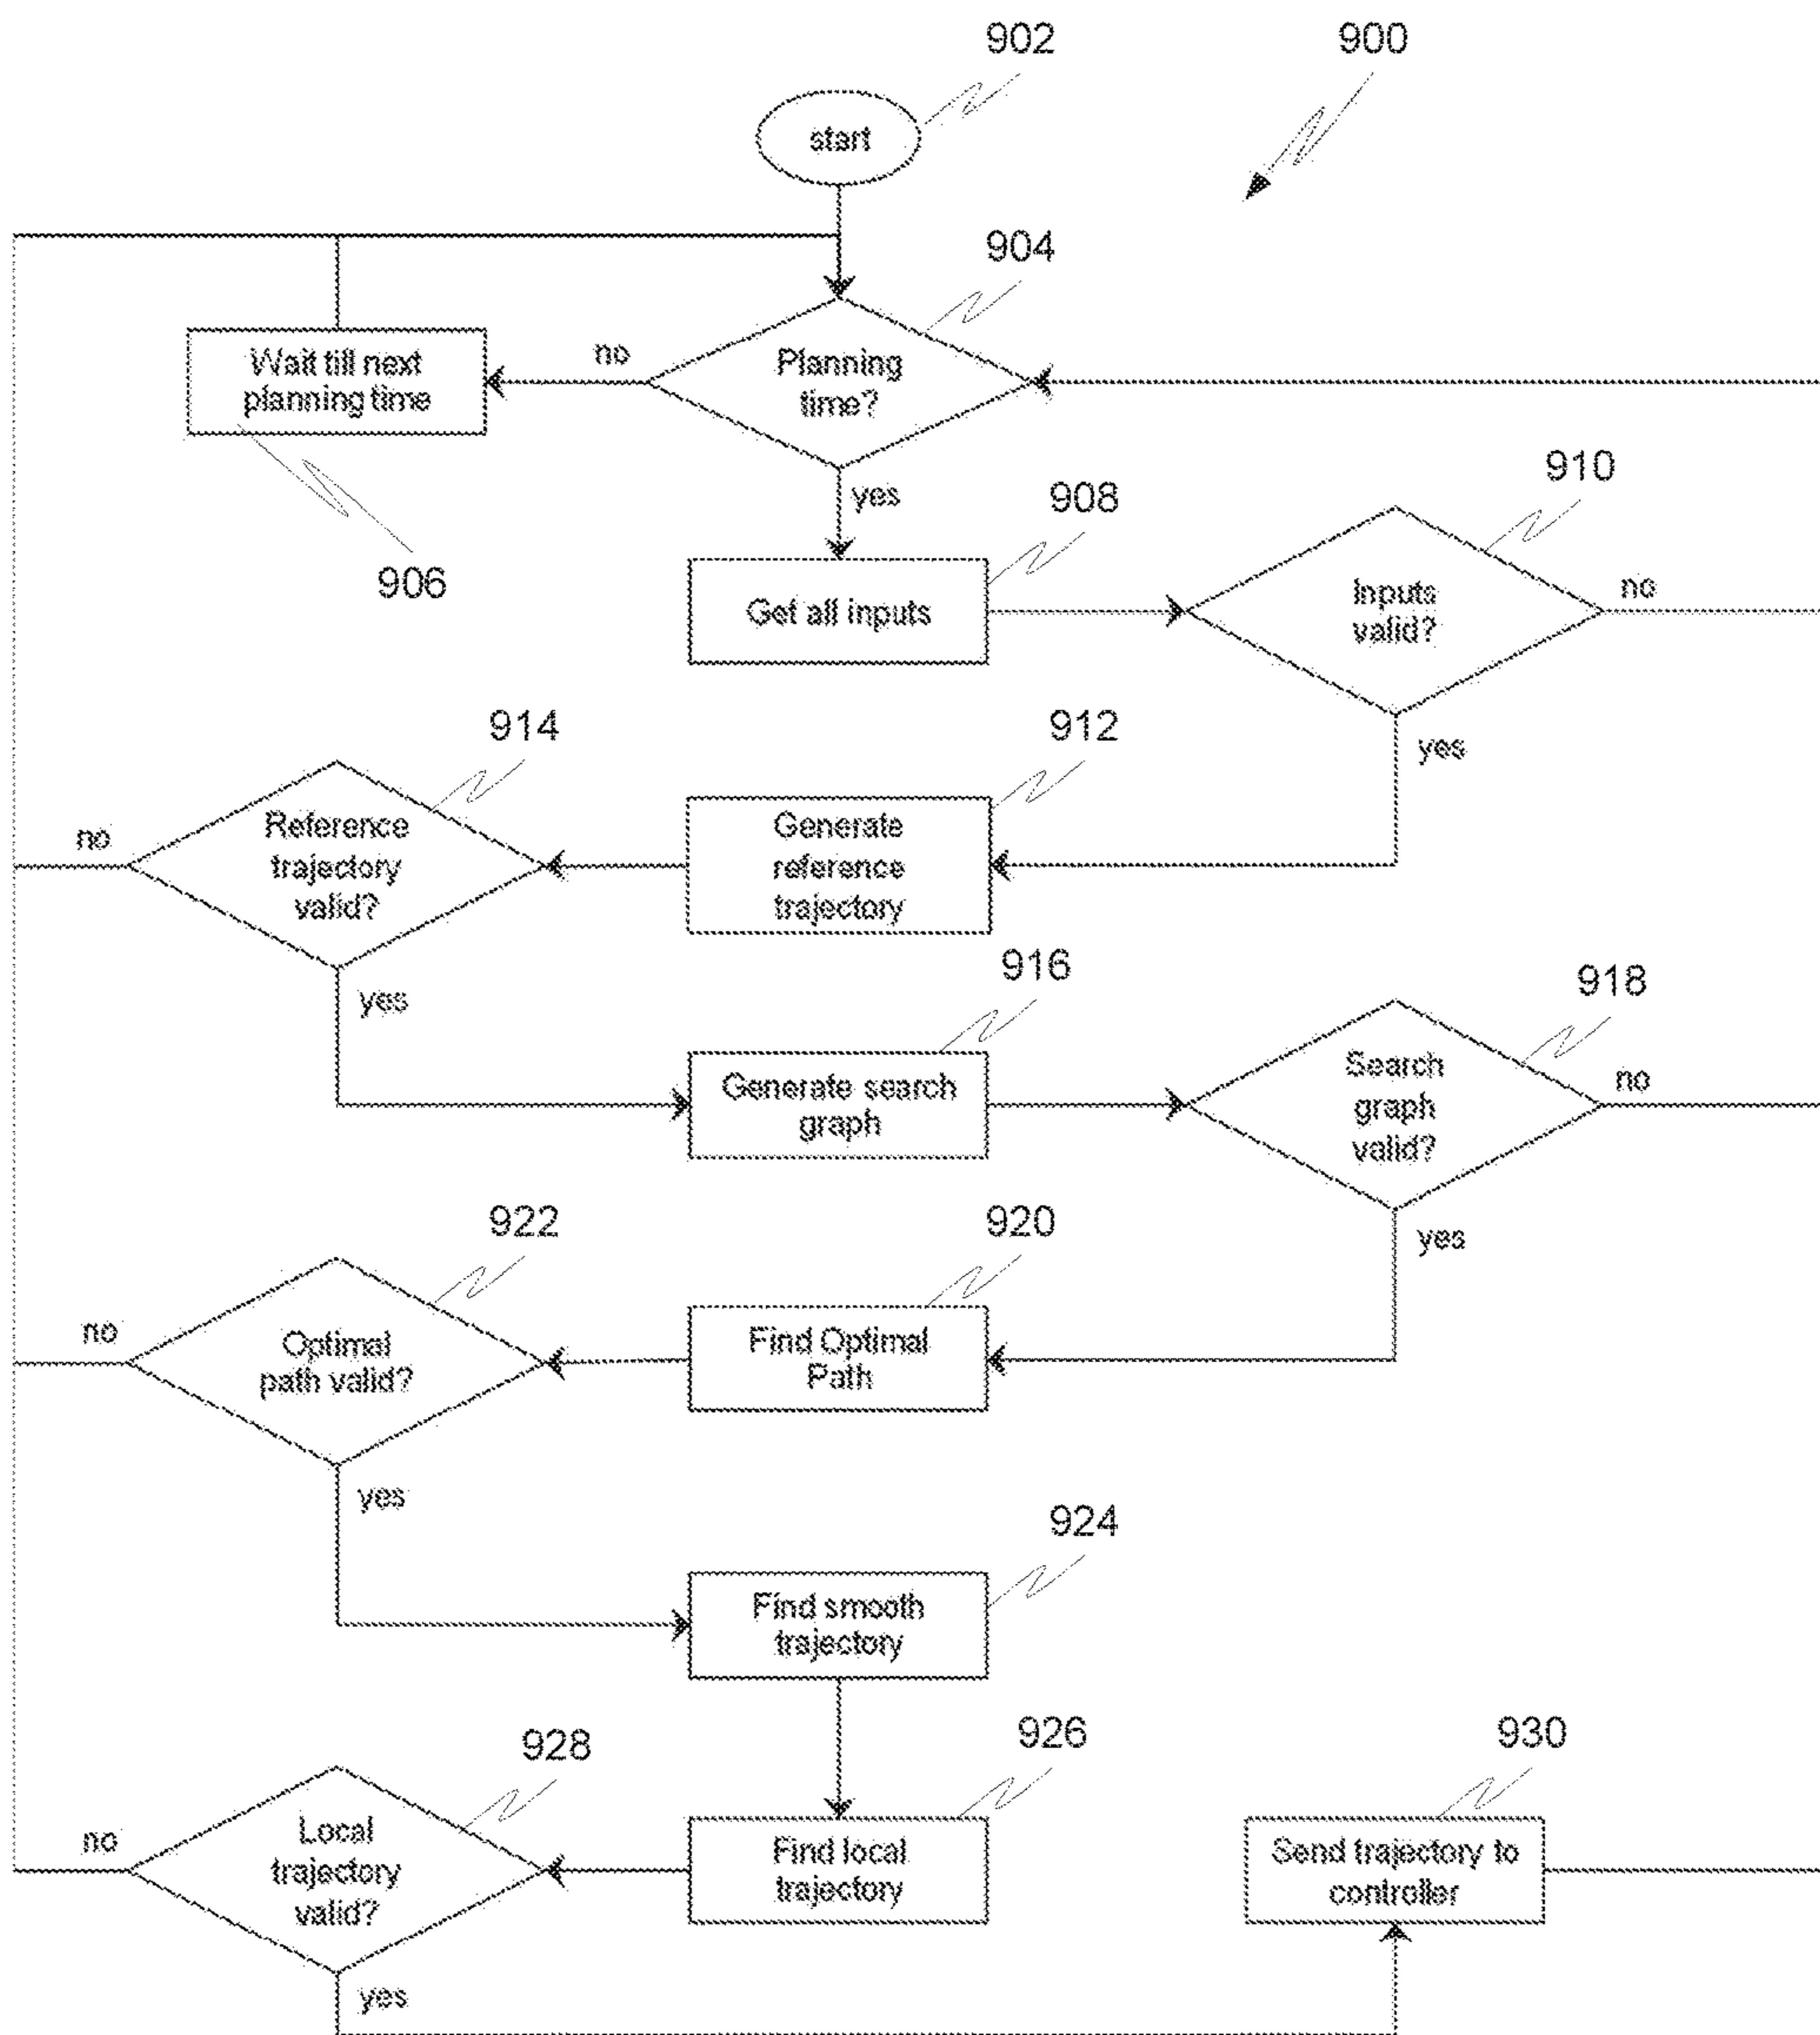 902
900
start
904
Wait till next
planning time
no
Planning
time?
yes
906
908
910
Get all inputs
Inputs
valid?
no
yes
914
912
no
Reference
trajectory
valid?
Generate
reference
trajectory
yes
916
918
Generate search
graph
Search
graph
valid?
no
yes
922
920
no
Optimal
path valid?
Find Optimal
Path
yes
924
Find smooth
trajectory
928
926
930
no
Local
trajectory
valid?
Find local
trajectory
Send trajectory to
controller
yes